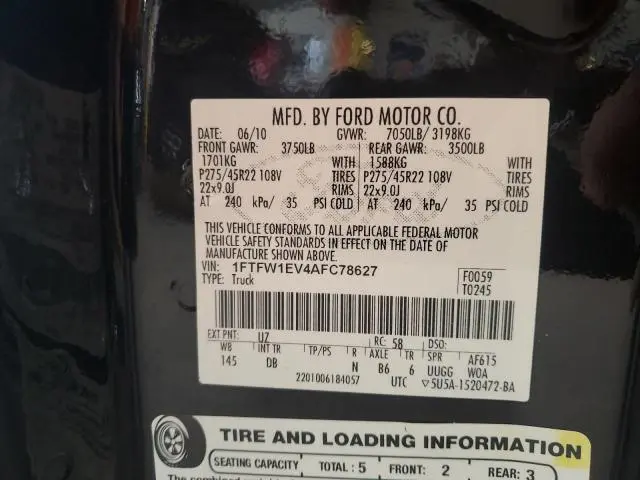 MFD. BY FORD MOTOR CO.
DATE: 06/10 GVWR: 7050LB/ 3198KG
FRONT GAWR: 3750LB REAR GAWR: 3500LB
1701KG WITH 1588KG WITH
P275/45R22 108V TIRES P275/45R22 108V TIRES
22x9.0J RIMS 22x9.0J RIMS
AT 240 kPa/ 35 PSI COLD AT 240 kPa/ 35 PSI COLD
THIS VEHICLE CONFORMS TO ALL APPLICABLE FEDERAL MOTOR
VEHICLE SAFETY STANDARDS IN EFFECT ON THE DATE OF
MANUFACTURE SHOWN ABOVE.
VIN: 1FTFW1EV4AFC78627 F0059
TYPE: Truck T0245
EXT PNT: UZ RC: 58 DSO:
WB INT TR TP/PS R AXLE TR SPR AF615
145 DB N B6 6 UUGG WOA
2201006184057 UTC ▽5U5A-1520472-BA
TIRE AND LOADING INFORMATION
SEATING CAPACITY TOTAL: 5 FRONT: 2 REAR: 3
The combined